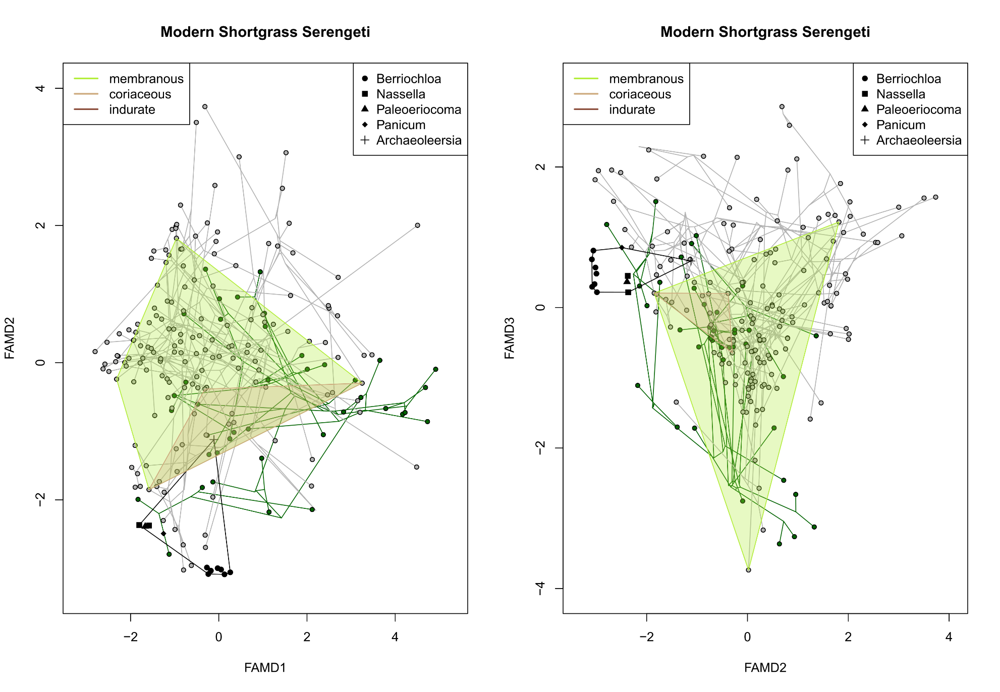 Modern Shortgrass Serengeti
membranous
coriaceous
indurate
Berriochloa
Nassella
Paleoeriocoma
Panicum
Archaeoleersia
4
2
0
−2
FAMD2
−2 0 2 4
FAMD1
Modern Shortgrass Serengeti
membranous
coriaceous
indurate
Berriochloa
Nassella
Paleoeriocoma
Panicum
Archaeoleersia
2
0
−2
−4
FAMD3
−2 0 2 4
FAMD2